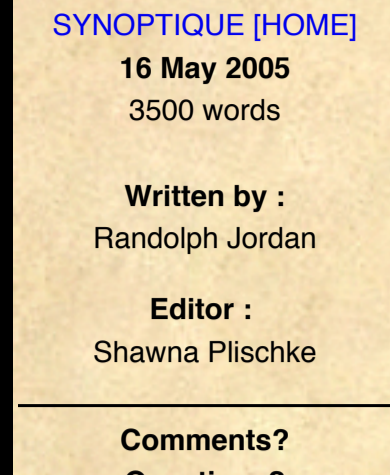 SYNOPTIQUE [HOME]
16 May 2005
3500 words
Written by :
Randolph Jordan
Editor :
Shawna Plischke
Comments?